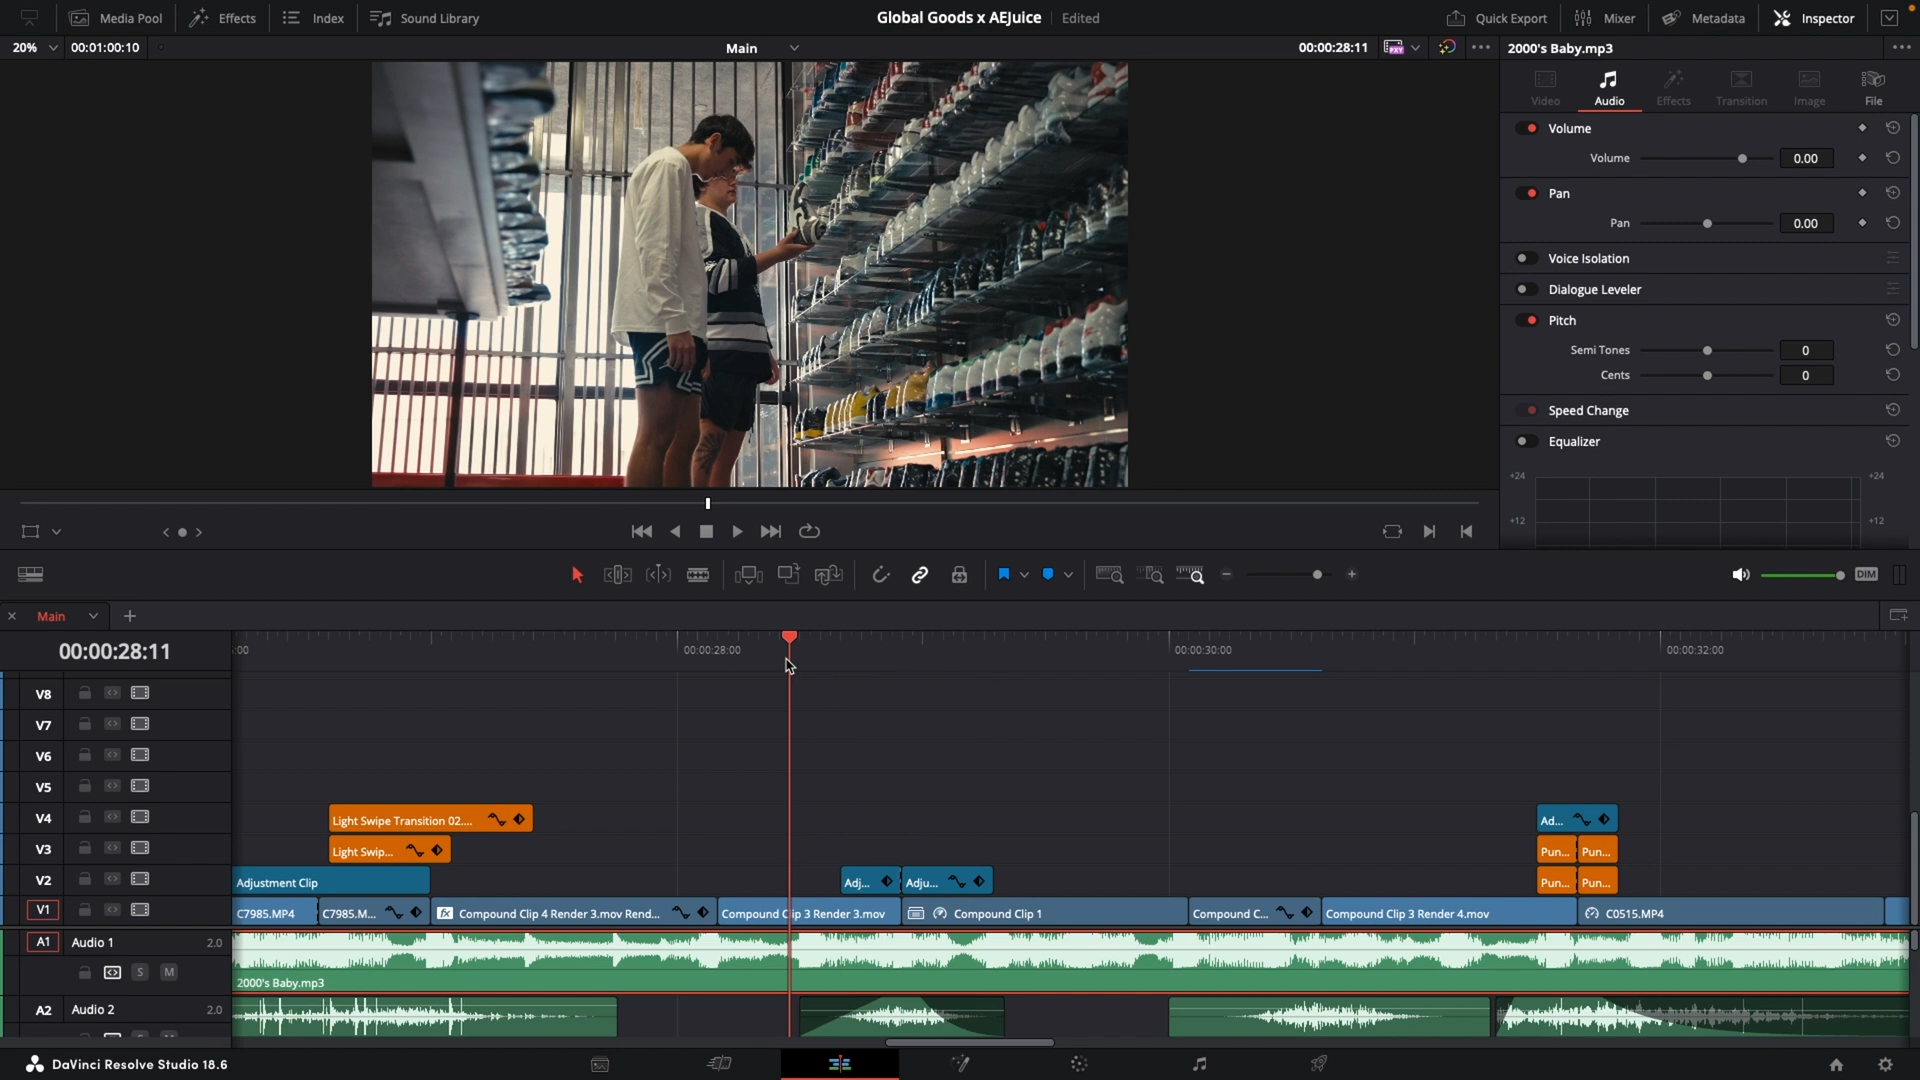 Media Pool
Effects
Index
Sound Library
Global Goods x AEJuice
Edited
Quick Export
Mixer
Metadata
Inspector
20%
00:01:00:10
Main
00:00:28:11
PXY
2000's Baby.mp3
Video
Audio
Effects
Transition
Image
File
Volume
Volume 0.00
Pan
Pan 0.00
Voice Isolation
Dialogue Leveler
Pitch
Semi Tones 0
Cents 0
Speed Change
Equalizer
+24 +24
+12 +12
DIM
Main
00:00:28:11
:00
00:00:28:00
00:00:30:00
00:00:32:00
V8
V7
V6
V5
V4
Light Swipe Transition 02....
Ad...
V3
Light Swip...
Pun...
Pun...
V2
Adjustment Clip
Adj...
Adju...
Pun...
Pun...
V1
C7985.MP4
C7985.M...
fx Compound Clip 4 Render 3.mov Rend...
Compound Clip 3 Render 3.mov
Compound Clip 1
Compound C...
Compound Clip 3 Render 4.mov
C0515.MP4
A1 Audio 1 2.0
S M
2000's Baby.mp3
A2 Audio 2 2.0
DaVinci Resolve Studio 18.6